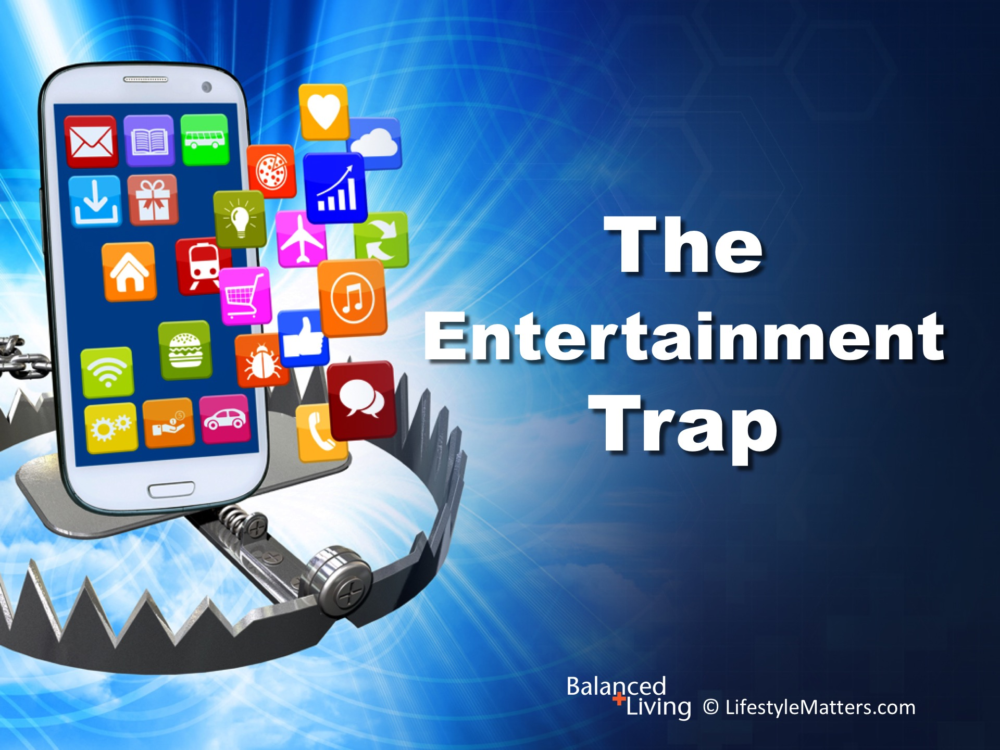 The
Entertainment
Trap
Balanced
+Living © LifestyleMatters.com